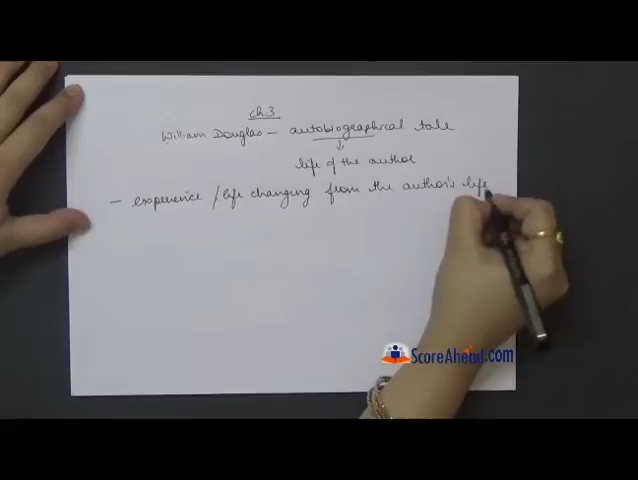 Ch 3
William Douglas — autobiographical tale
life of the author
— experience / life changing from the author's life
ScoreAhead.com